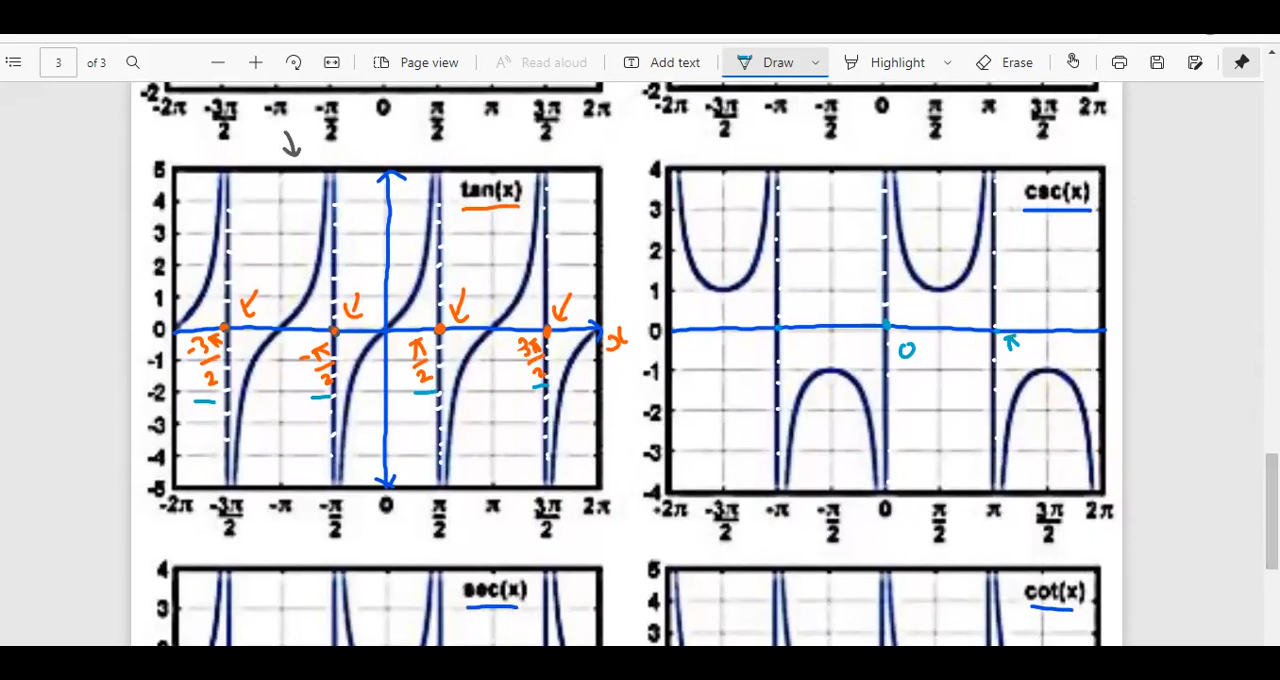 3 of 3 Page view Read aloud Add text Draw Highlight Erase
-2 -2
-2π -3π/2 -π -π/2 0 π/2 π 3π/2 2π
-2π -3π/2 -π -π/2 0 π/2 π 3π/2 2π
tan(x)
5
4
3
2
1
0
-1
-2
-3
-4
-5
-3π/2 -π/2 π/2 3π/2 x
-2π -3π/2 -π -π/2 0 π/2 π 3π/2 2π
csc(x)
4
3
2
1
0
-1
-2
-3
-4
0 π
-2π -3π/2 -π -π/2 0 π/2 π 3π/2 2π
sec(x)
4
3
cot(x)
5
4
3